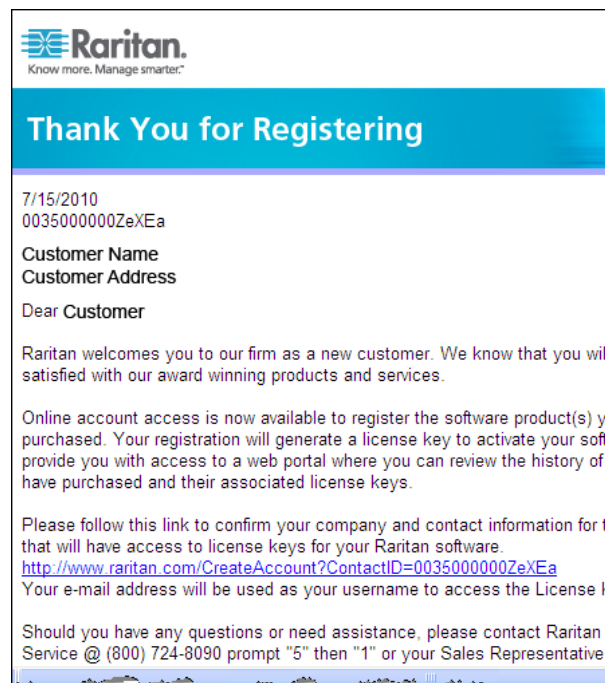 Raritan.
Know more. Manage smarter.™
Thank You for Registering
7/15/2010
0035000000ZeXEa
Customer Name
Customer Address
Dear Customer
Raritan welcomes you to our firm as a new customer. We know that you wil
satisfied with our award winning products and services.
Online account access is now available to register the software product(s) y
purchased. Your registration will generate a license key to activate your soft
provide you with access to a web portal where you can review the history of
have purchased and their associated license keys.
Please follow this link to confirm your company and contact information for t
that will have access to license keys for your Raritan software.
http://www.raritan.com/CreateAccount?ContactID=0035000000ZeXEa
Your e-mail address will be used as your username to access the License
Should you have any questions or need assistance, please contact Raritan
Service @ (800) 724-8090 prompt "5" then "1" or your Sales Representative